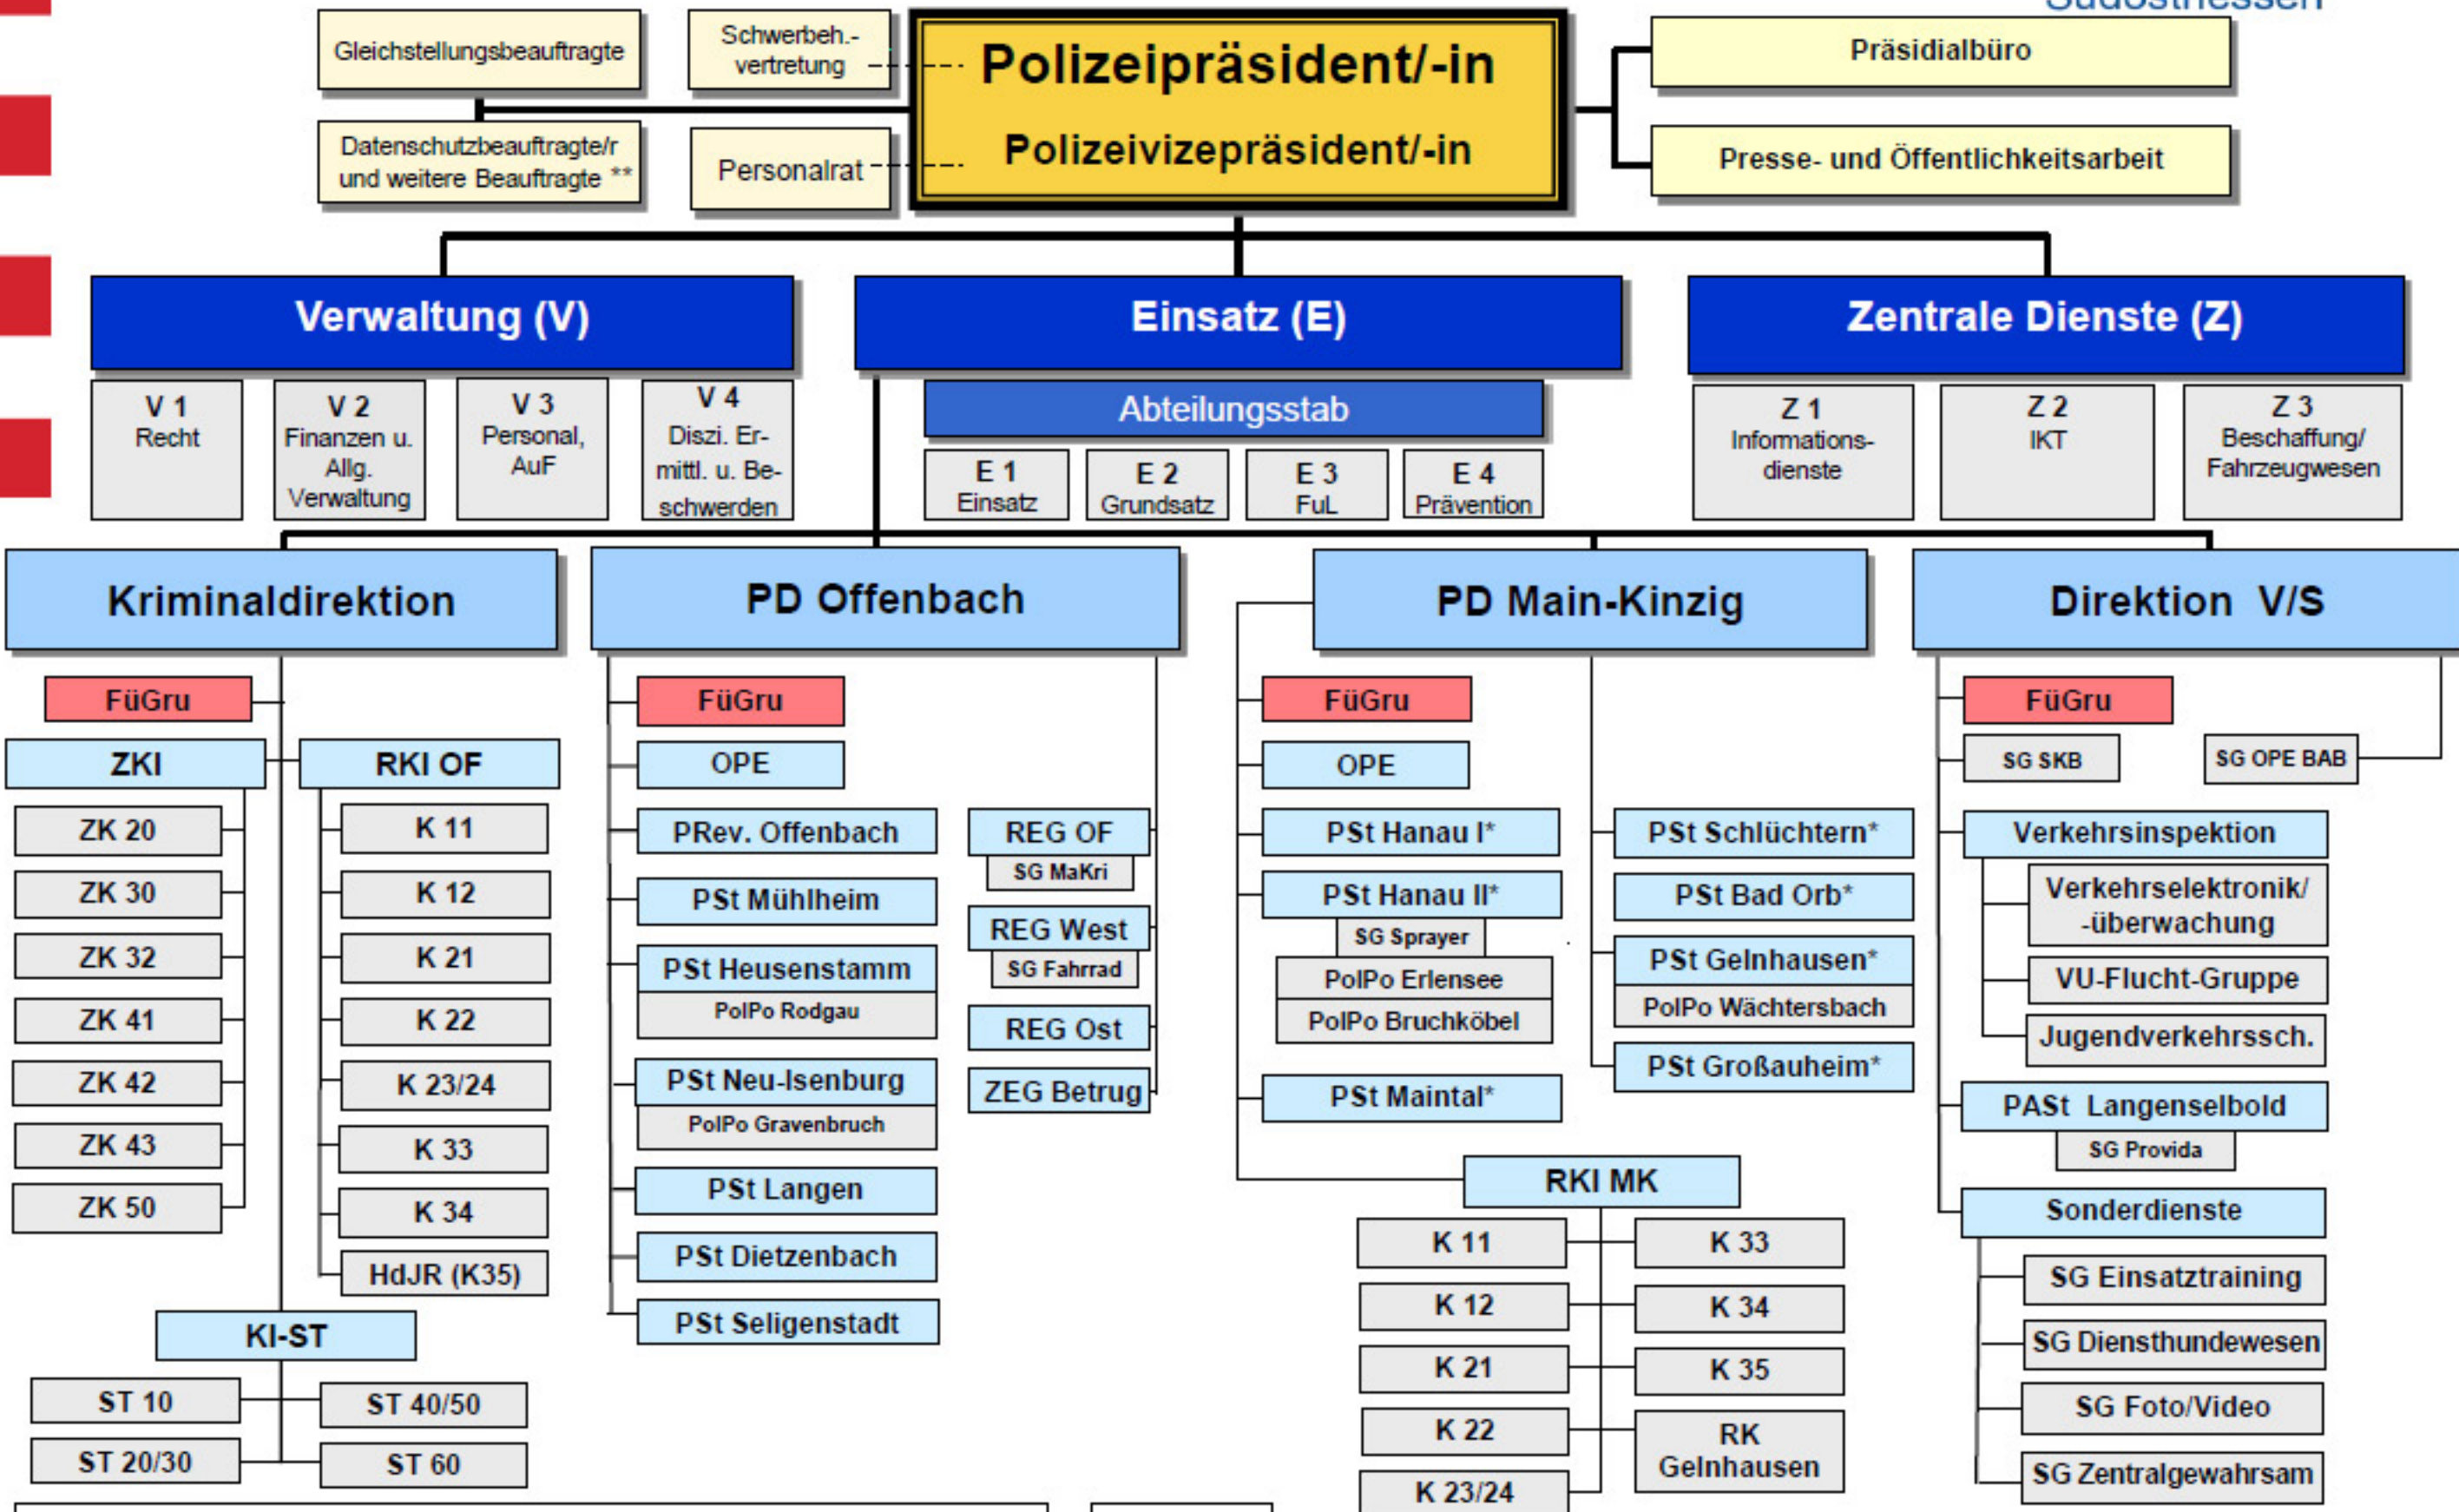 Südosthessen
Gleichstellungsbeauftragte
Schwerbeh.-
vertretung
Datenschutzbeauftragte/r
und weitere Beauftragte **
Personalrat
Polizeipräsident/-in
Polizeivizepräsident/-in
Präsidialbüro
Presse- und Öffentlichkeitsarbeit
Verwaltung (V)
Einsatz (E)
Zentrale Dienste (Z)
V 1
Recht
V 2
Finanzen u.
Allg.
Verwaltung
V 3
Personal,
AuF
V 4
Diszi. Er-
mittl. u. Be-
schwerden
Abteilungsstab
E 1
Einsatz
E 2
Grundsatz
E 3
FuL
E 4
Prävention
Z 1
Informations-
dienste
Z 2
IKT
Z 3
Beschaffung/
Fahrzeugwesen
Kriminaldirektion
FüGru
ZKI
ZK 20
ZK 30
ZK 32
ZK 41
ZK 42
ZK 43
ZK 50
RKI OF
K 11
K 12
K 21
K 22
K 23/24
K 33
K 34
HdJR (K35)
KI-ST
ST 10
ST 20/30
ST 40/50
ST 60
PD Offenbach
FüGru
OPE
PRev. Offenbach
PSt Mühlheim
PSt Heusenstamm
PolPo Rodgau
PSt Neu-Isenburg
PolPo Gravenbruch
PSt Langen
PSt Dietzenbach
PSt Seligenstadt
REG OF
SG MaKri
REG West
SG Fahrrad
REG Ost
ZEG Betrug
PD Main-Kinzig
FüGru
OPE
PSt Hanau I*
PSt Hanau II*
SG Sprayer
PolPo Erlensee
PolPo Bruchköbel
PSt Maintal*
PSt Schlüchtern*
PSt Bad Orb*
PSt Gelnhausen*
PolPo Wächtersbach
PSt Großauheim*
RKI MK
K 11
K 12
K 21
K 22
K 23/24
K 33
K 34
K 35
RK
Gelnhausen
Direktion V/S
FüGru
SG SKB
SG OPE BAB
Verkehrsinspektion
Verkehrselektronik/
-überwachung
VU-Flucht-Gruppe
Jugendverkehrssch.
PASt Langenselbold
SG Provida
Sonderdienste
SG Einsatztraining
SG Diensthundewesen
SG Foto/Video
SG Zentralgewahrsam